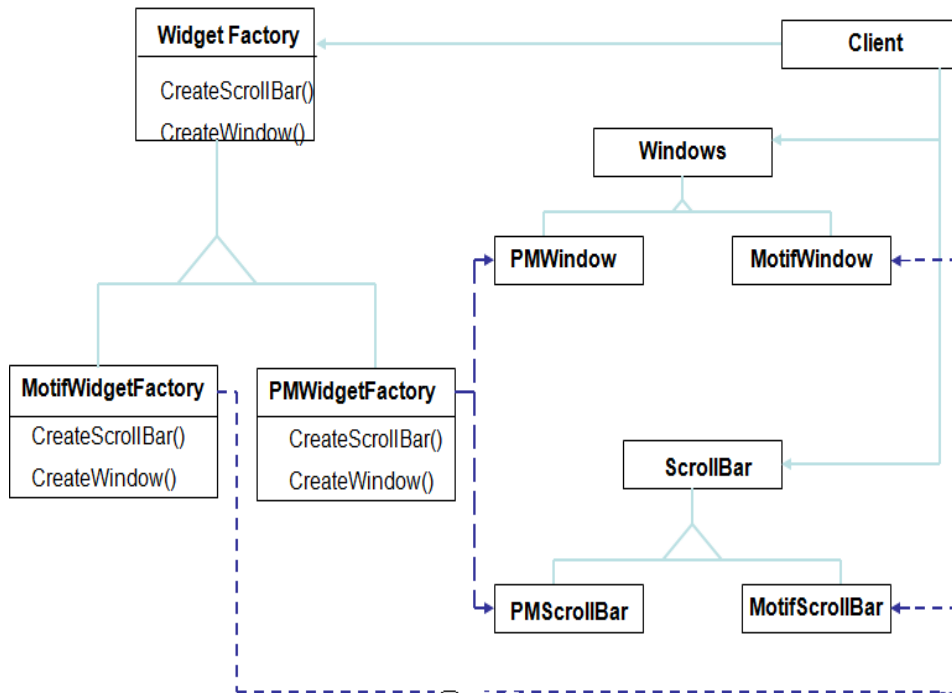 Widget Factory
CreateScrollBar()
CreateWindow()
Client
Windows
PMWindow
MotifWindow
MotifWidgetFactory
CreateScrollBar()
CreateWindow()
PMWidgetFactory
CreateScrollBar()
CreateWindow()
ScrollBar
PMScrollBar
MotifScrollBar